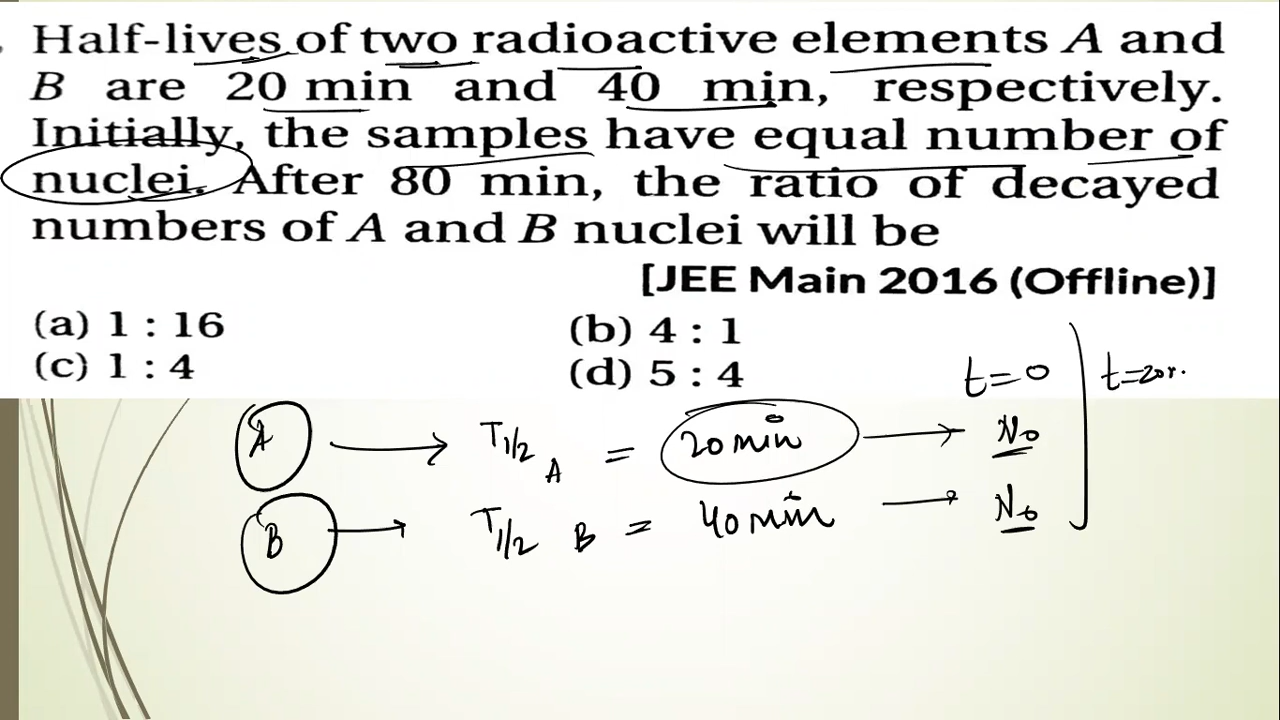 Half-lives of two radioactive elements A and
B are 20 min and 40 min, respectively.
Initially, the samples have equal number of
nuclei. After 80 min, the ratio of decayed
numbers of A and B nuclei will be
[JEE Main 2016 (Offline)]
(a) 1 : 16 (b) 4 : 1
(c) 1 : 4 (d) 5 : 4
t=0 t=20
A → T1/2 A = 20 min → N0
B → T1/2 B = 40 min → N0